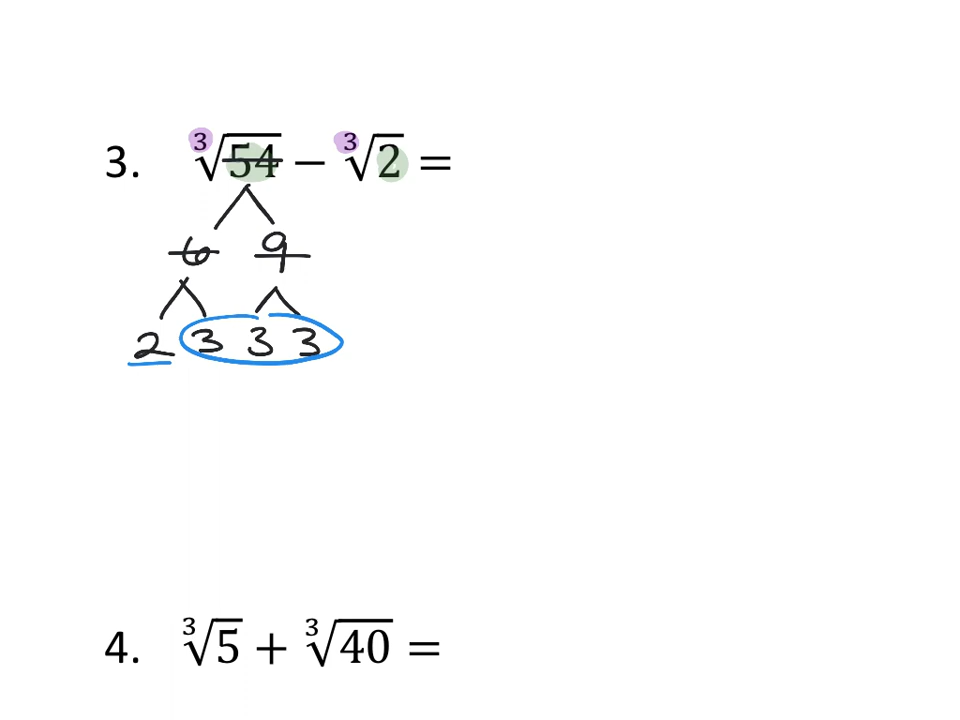 3. ∛54 − ∛2 =
6 9
2 3 3 3
4. ∛5 + ∛40 =